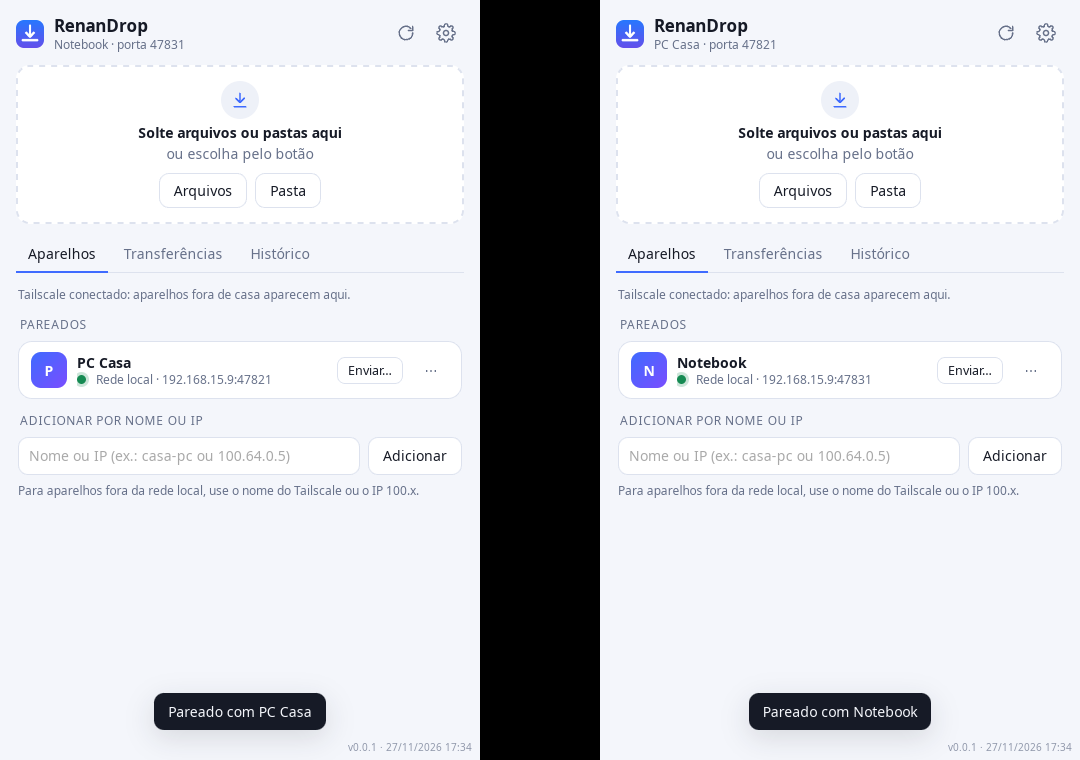 RenanDrop
Notebook · porta 47831
Solte arquivos ou pastas aqui
ou escolha pelo botão
Arquivos
Pasta
Aparelhos
Transferências
Histórico
Tailscale conectado: aparelhos fora de casa aparecem aqui.
PAREADOS
P
PC Casa
Rede local · 192.168.15.9:47821
Enviar...
ADICIONAR POR NOME OU IP
Nome ou IP (ex.: casa-pc ou 100.64.0.5)
Adicionar
Para aparelhos fora da rede local, use o nome do Tailscale ou o IP 100.x.
Pareado com PC Casa
v0.0.1 · 27/11/2026 17:34
RenanDrop
PC Casa · porta 47821
Solte arquivos ou pastas aqui
ou escolha pelo botão
Arquivos
Pasta
Aparelhos
Transferências
Histórico
Tailscale conectado: aparelhos fora de casa aparecem aqui.
PAREADOS
N
Notebook
Rede local · 192.168.15.9:47831
Enviar...
ADICIONAR POR NOME OU IP
Nome ou IP (ex.: casa-pc ou 100.64.0.5)
Adicionar
Para aparelhos fora da rede local, use o nome do Tailscale ou o IP 100.x.
Pareado com Notebook
v0.0.1 · 27/11/2026 17:34